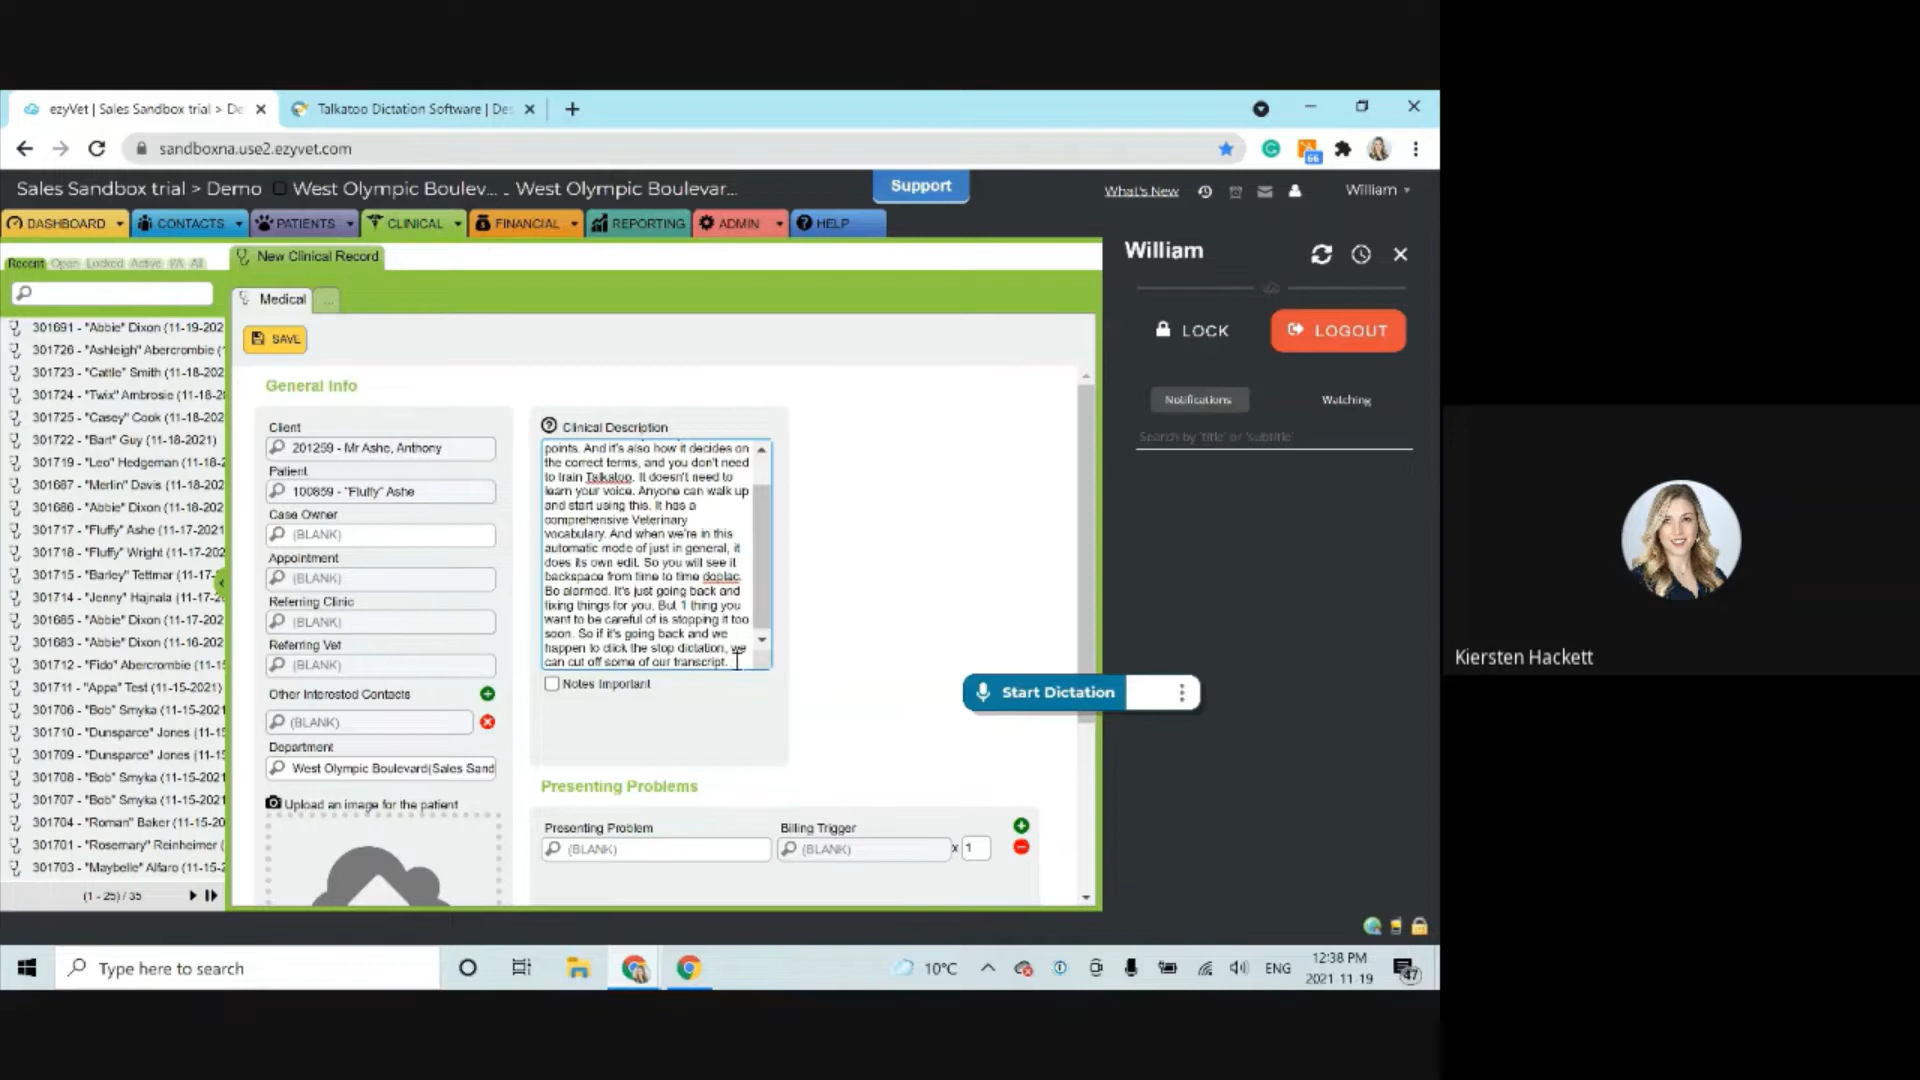 ezyVet | Sales Sandbox trial > De
Talkatoo Dictation Software | De
sandboxna.use2.ezyvet.com
66
Sales Sandbox trial > Demo West Olympic Boulev... - West Olympic Boulevar...
Support
What's New
William
DASHBOARD
CONTACTS
PATIENTS
CLINICAL
FINANCIAL
REPORTING
ADMIN
HELP
Recent Open Locked Active I/A All
New Clinical Record
Medical
...
SAVE
301691 - "Abbie" Dixon (11-19-202
301726 - "Ashleigh" Abercrombie (
301723 - "Cattle" Smith (11-18-202
301724 - "Twix" Ambrosie (11-18-2
301725 - "Casey" Cook (11-18-202
301722 - "Bart" Guy (11-18-2021)
301719 - "Leo" Hedgeman (11-18-2
301687 - "Merlin" Davis (11-18-202
301686 - "Abbie" Dixon (11-18-202
301717 - "Fluffy" Ashe (11-17-2021
301718 - "Fluffy" Wright (11-17-202
301715 - "Barley" Tettmar (11-17-
301714 - "Jenny" Hajnala (11-17-2
301685 - "Abbie" Dixon (11-17-202
301683 - "Abbie" Dixon (11-16-202
301712 - "Fido" Abercrombie (11-1
301711 - "Appa" Test (11-15-2021)
301706 - "Bob" Smyka (11-15-2021
301710 - "Dunsparce" Jones (11-1
301709 - "Dunsparce" Jones (11-1
301708 - "Bob" Smyka (11-15-2021
301707 - "Bob" Smyka (11-15-2021
301704 - "Roman" Baker (11-15-20
301701 - "Rosemary" Reinheimer (
301703 - "Maybelle" Alfaro (11-15-2
(1 - 25) / 35
General Info
Client
201259 - Mr Ashe, Anthony
Patient
100859 - "Fluffy" Ashe
Case Owner
(BLANK)
Appointment
(BLANK)
Referring Clinic
(BLANK)
Referring Vet
(BLANK)
Other Interested Contacts
(BLANK)
Department
West Olympic Boulevard(Sales Sand
Upload an image for the patient
Clinical Description
points. And it's also how it decides on
the correct terms, and you don't need
to train Talkatoo. It doesn't need to
learn your voice. Anyone can walk up
and start using this. It has a
comprehensive Veterinary
vocabulary. And when we're in this
automatic mode of just in general, it
does its own edit. So you will see it
backspace from time to time doplac.
Be alarmed. It's just going back and
fixing things for you. But 1 thing you
want to be careful of is stopping it too
soon. So if it's going back and we
happen to click the stop dictation, we
can cut off some of our transcript.
Notes Important
Presenting Problems
Presenting Problem
Billing Trigger
(BLANK)
(BLANK)
x 1
Start Dictation
William
LOCK
LOGOUT
Notifications
Watching
Search by 'title' or 'subtitle'
Kiersten Hackett
Type here to search
10°C
ENG
12:38 PM
2021-11-19
47